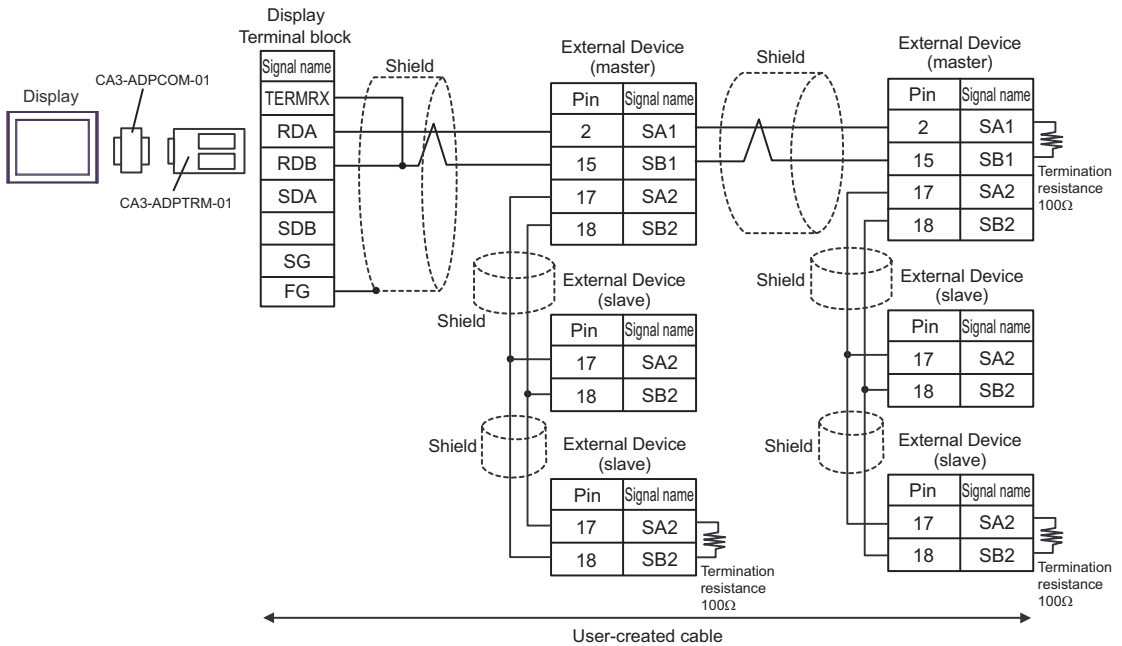 Display
CA3-ADPCOM-01
CA3-ADPTRM-01
Display
Terminal block
Signal name
TERMRX
RDA
RDB
SDA
SDB
SG
FG
Shield
External Device
(master)
Pin Signal name
2 SA1
15 SB1
17 SA2
18 SB2
Shield
External Device
(slave)
Pin Signal name
17 SA2
18 SB2
Shield
External Device
(slave)
Pin Signal name
17 SA2
18 SB2
Termination
resistance
100Ω
Shield
External Device
(master)
Pin Signal name
2 SA1
15 SB1
17 SA2
18 SB2
Termination
resistance
100Ω
Shield
External Device
(slave)
Pin Signal name
17 SA2
18 SB2
Shield
External Device
(slave)
Pin Signal name
17 SA2
18 SB2
Termination
resistance
100Ω
User-created cable